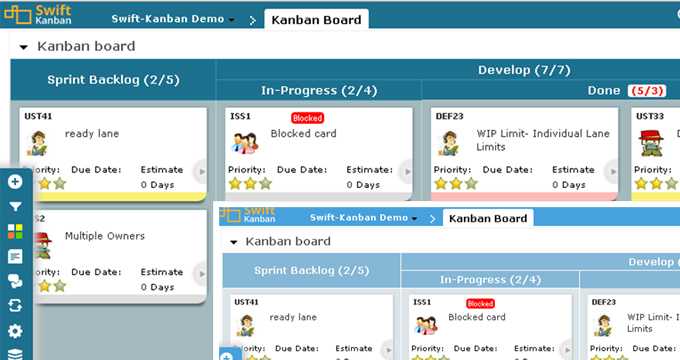 Swift
Kanban
Swift-Kanban Demo
Kanban Board
Kanban board
Sprint Backlog (2/5)
Develop (7/7)
In-Progress (2/4)
Done (5/3)
UST41
ready lane
Priority: Due Date: Estimate
0 Days
ISS1
Blocked
Blocked card
Priority: Due Date: Estimate
0 Days
DEF23
WIP Limit- Individual Lane
Limits
Priority: Due Date: Estimate
0 Days
UST33
Priority:
Multiple Owners
Due Date: Estimate
0 Days
Swift
Kanban
Swift-Kanban Demo
Kanban Board
Kanban board
Sprint Backlog (2/5)
Develop
In-Progress (2/4)
UST41
ready lane
Priority: Due Date: Estimate
ISS1
Blocked
Blocked card
Priority: Due Date: Estimate
DEF23
WIP Limit- I
Limits
Priority: Due Da